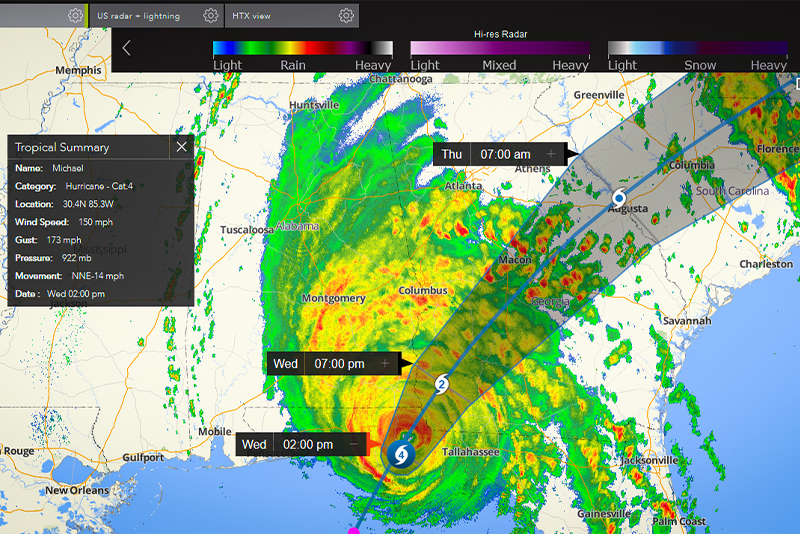 US radar + lightning
HTX view
Hi-res Radar
Light
Rain
Heavy
Light
Mixed
Heavy
Light
Snow
Heavy
Memphis
Chattanooga
Huntsville
Greenville
Tropical Summary
Name: Michael
Category: Hurricane - Cat.4
Location: 30.4N 85.3W
Wind Speed: 150 mph
Gust: 173 mph
Pressure: 922 mb
Movement: NNE-14 mph
Date : Wed 02:00 pm
Mississippi
Jackson
Thu 07:00 am +
Florence
Athens
Columbia
Atlanta
South Carolina
Augusta
Tuscaloosa
Alabama
Macon
Charleston
Montgomery
Columbus
Georgia
Savannah
Wed 07:00 pm +
2
Mobile
Wed 02:00 pm −
4
Tallahassee
Rouge
Gulfport
Jacksonville
New Orleans
Gainesville
Palm Coast